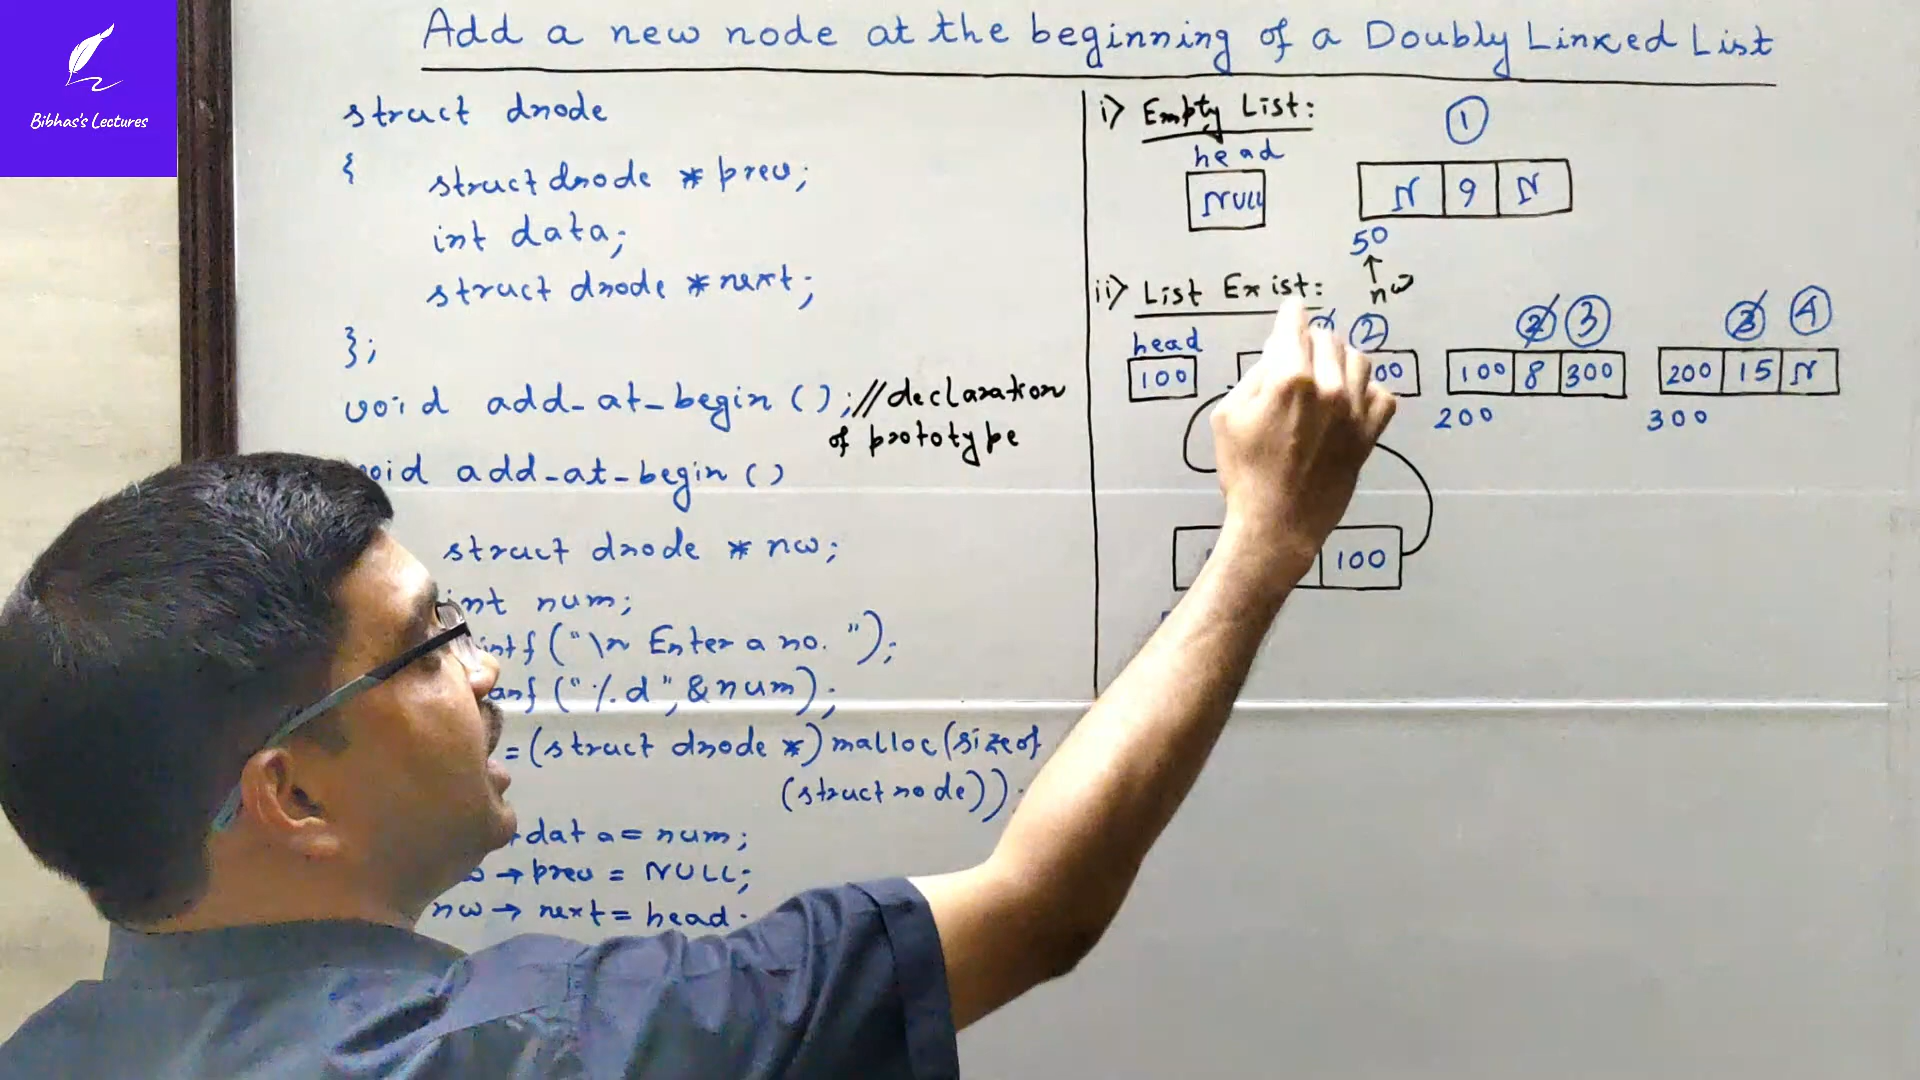 Add a new node at the beginning of a Doubly Linked List
Bibhas's Lectures
struct dnode
{ struct dnode * prev;
int data;
struct dnode * next;
};
void add-at-begin ( ); //declaration
of prototype
void add-at-begin ( )
struct dnode * nw;
int num;
intf ("\n Enter a no. ");
anf ("%d", &num);
= (struct dnode *) malloc (sizeof
(struct node));
data = num;
→ prev = NULL;
nw → next = head;
i) Empty List: 1
head
NULL N 9 N
50
nw
ii) List Exist:
2 2 3 3 4
head
100 00 100 8 300 200 15 N
200 300
100